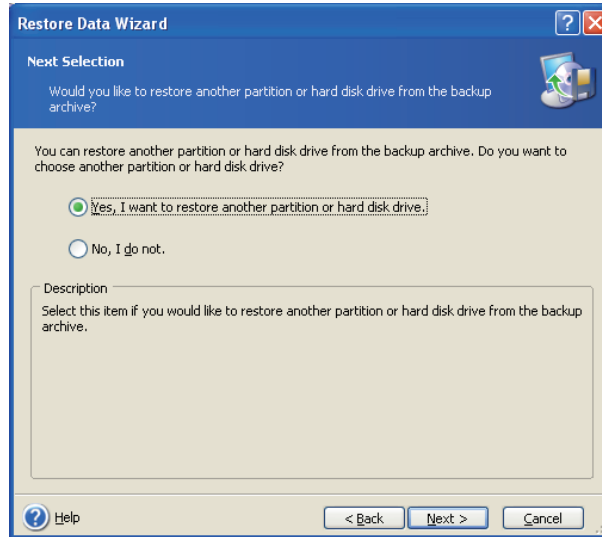 Restore Data Wizard
Next Selection
Would you like to restore another partition or hard disk drive from the backup
archive?
You can restore another partition or hard disk drive from the backup archive. Do you want to
choose another partition or hard disk drive?
Yes, I want to restore another partition or hard disk drive.
No, I do not.
Description
Select this item if you would like to restore another partition or hard disk drive from the backup
archive.
Help
< Back
Next >
Cancel